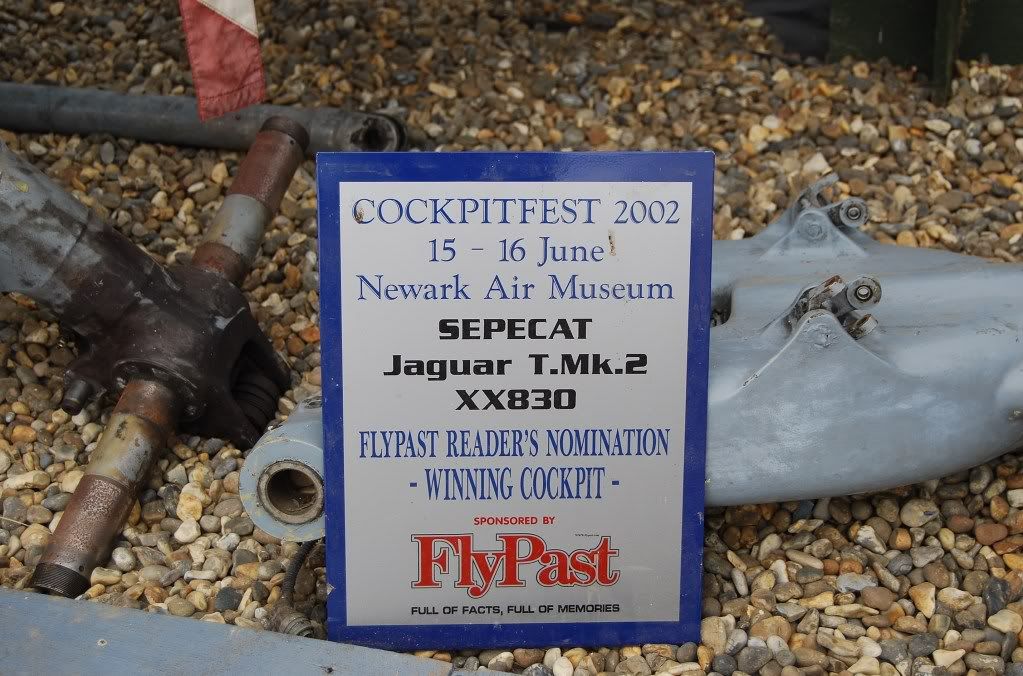 COCKPITFEST 2002
15 - 16 June
Newark Air Museum
SEPECAT
Jaguar T.Mk.2
XX830
FLYPAST READER'S NOMINATION
- WINNING COCKPIT -
SPONSORED BY
FlyPast
FULL OF FACTS, FULL OF MEMORIES